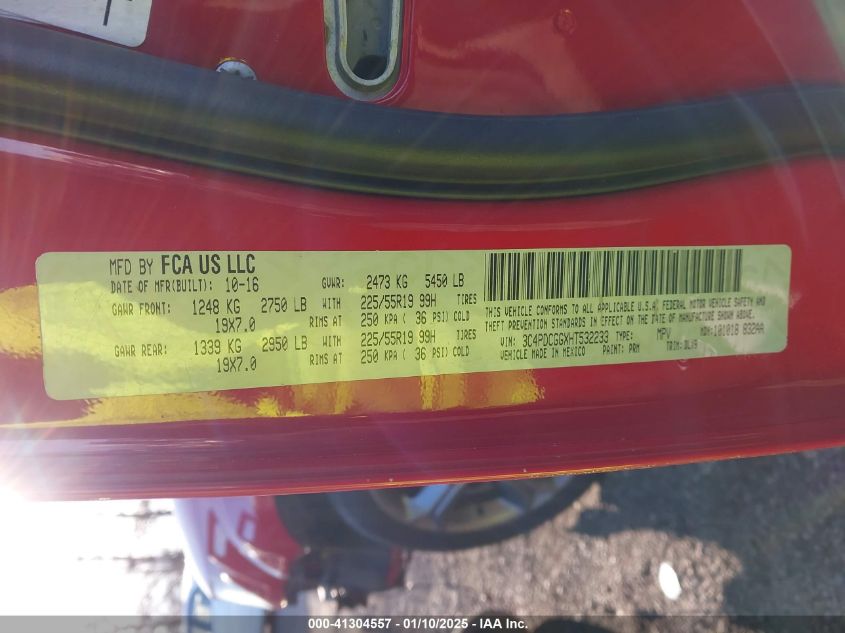 MFD BY FCA US LLC
DATE OF MFR(BUILT): 10-16 GVWR: 2473 KG 5450 LB
GAWR FRONT: 1248 KG 2750 LB WITH 225/55R19 99H TIRES
19X7.0 RIMS AT 250 KPA ( 36 PSI) COLD
GAWR REAR: 1339 KG 2950 LB WITH 225/55R19 99H TIRES
19X7.0 RIMS AT 250 KPA ( 36 PSI) COLD
THIS VEHICLE CONFORMS TO ALL APPLICABLE U.S.A. FEDERAL MOTOR VEHICLE SAFETY AND
THEFT PREVENTION STANDARDS IN EFFECT ON THE DATE OF MANUFACTURE SHOWN ABOVE.
VIN: 3C4PDCGGXHT532233 TYPE: MPV MDH: 101018 832AA
VEHICLE MADE IN MEXICO PAINT: PRM TRIM:
000-41304557 - 01/10/2025 - IAA Inc.